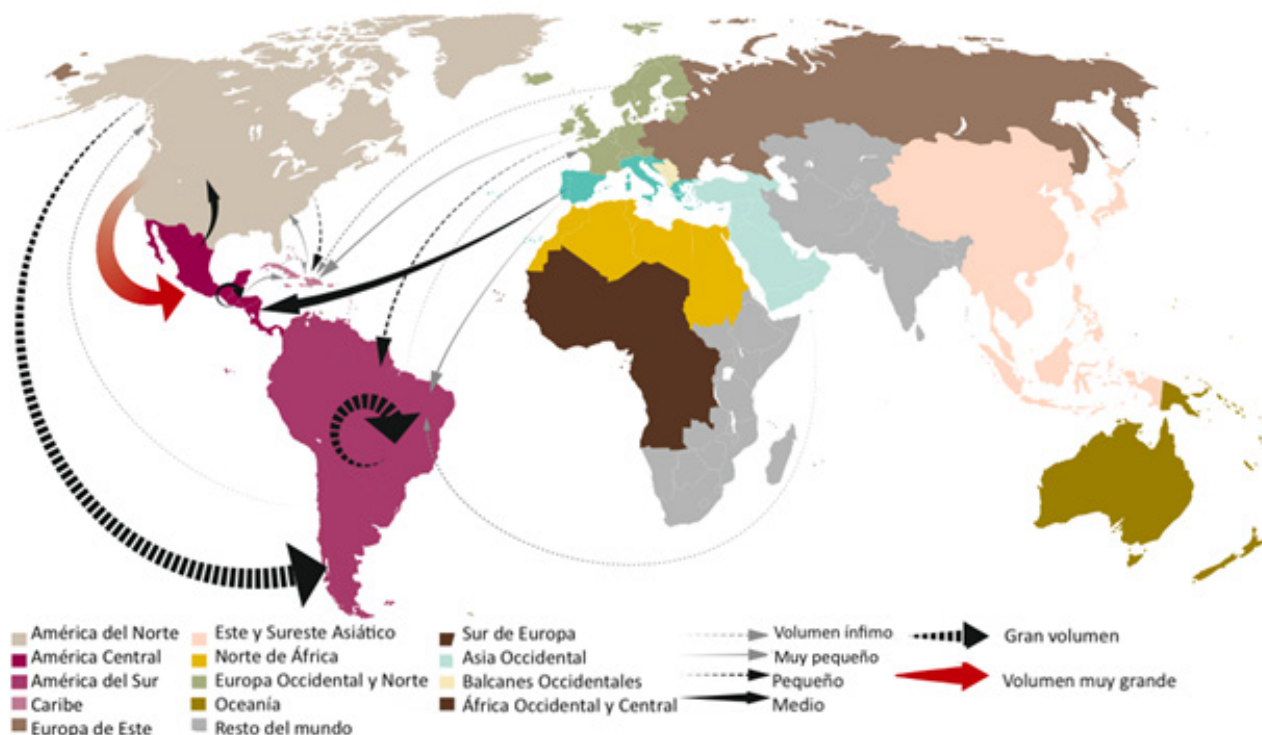 América del Norte
América Central
América del Sur
Caribe
Europa de Este
Este y Sureste Asiático
Norte de África
Europa Occidental y Norte
Oceanía
Resto del mundo
Sur de Europa
Asia Occidental
Balcanes Occidentales
África Occidental y Central
Volumen ínfimo
Muy pequeño
Pequeño
Medio
Gran volumen
Volumen muy grande